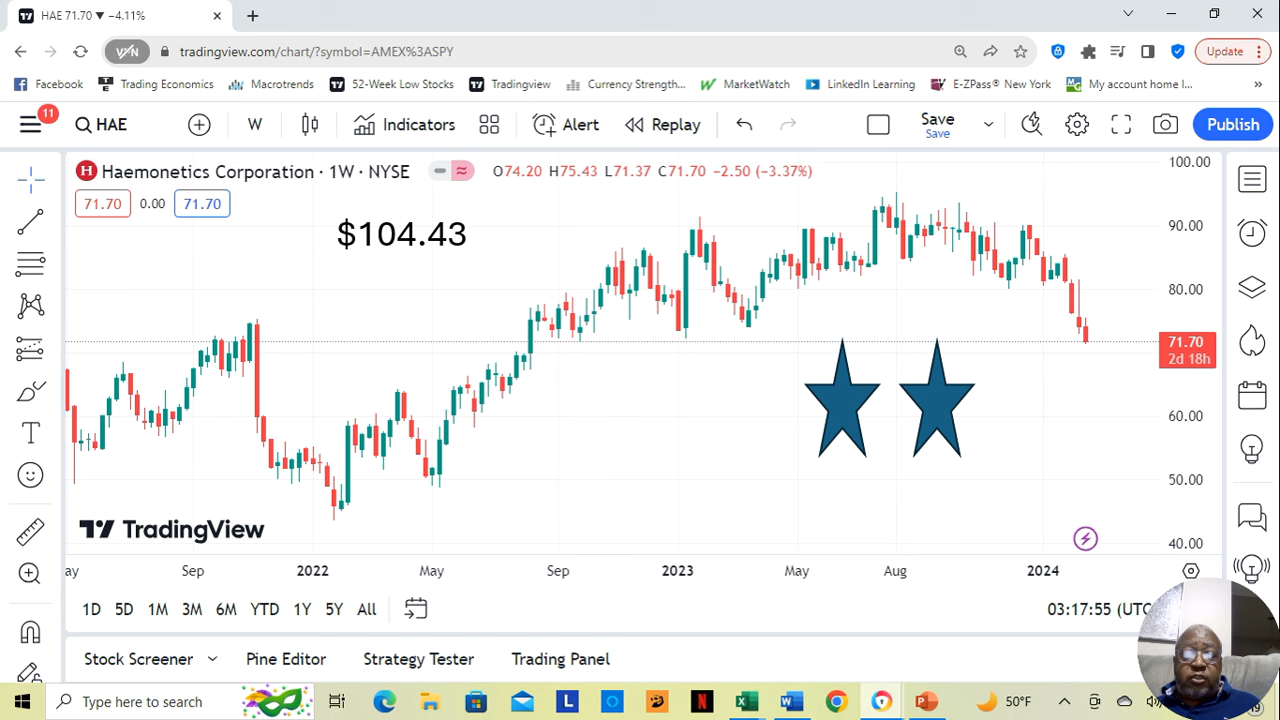 HAE 71.70 ▼ −4.11%
tradingview.com/chart/?symbol=AMEX%3ASPY
Update
Facebook
Trading Economics
Macrotrends
52-Week Low Stocks
Tradingview
Currency Strength...
MarketWatch
LinkedIn Learning
E-ZPass® New York
My account home I...
11
HAE
W
Indicators
Alert
Replay
Save
Save
Publish
Haemonetics Corporation · 1W · NYSE
O74.20 H75.43 L71.37 C71.70 −2.50 (−3.37%)
71.70 0.00 71.70
$104.43
100.00
90.00
80.00
71.70
2d 18h
60.00
50.00
40.00
TradingView
ay Sep 2022 May Sep 2023 May Aug 2024
1D 5D 1M 3M 6M YTD 1Y 5Y All
03:17:55 (UTC
Stock Screener Pine Editor Strategy Tester Trading Panel
Type here to search
50°F